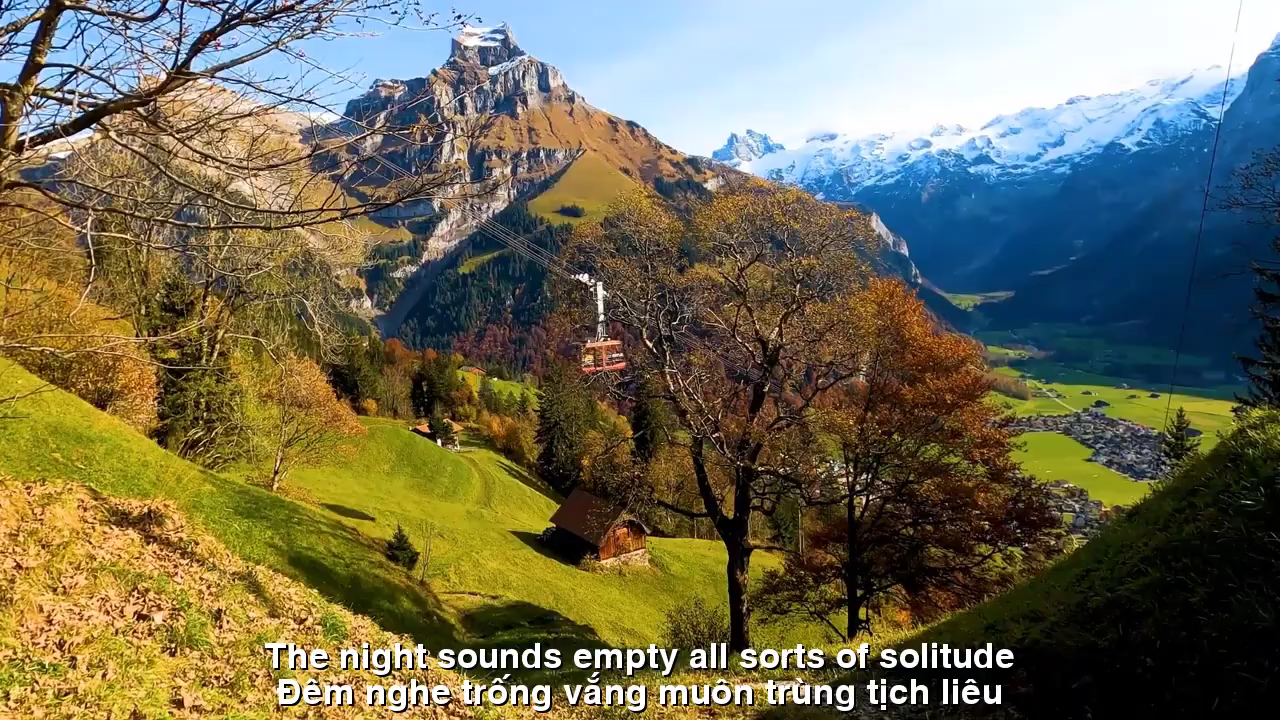 The night sounds empty all sorts of solitude
Đêm nghe trống vắng muôn trùng tịch liêu